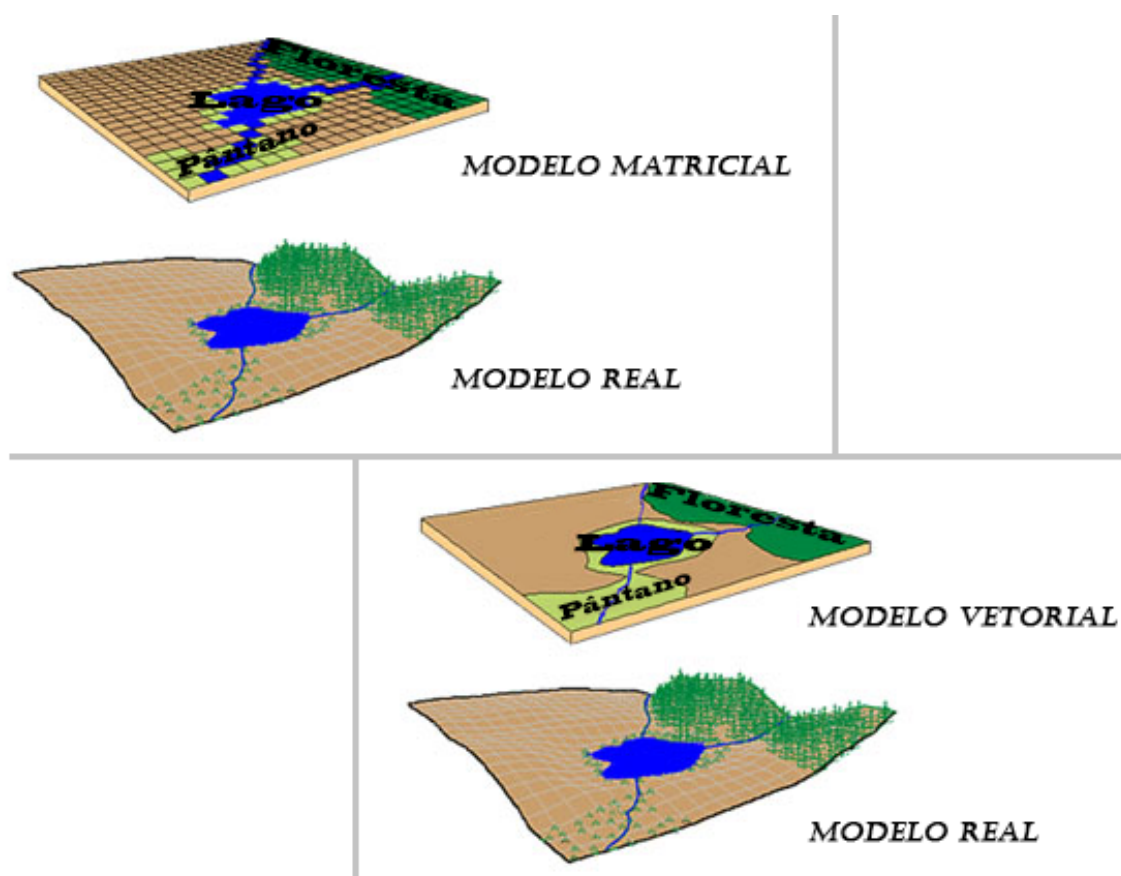 Floresta
Lago
Pântano
MODELO MATRICIAL
MODELO REAL
Floresta
Lago
Pântano
MODELO VETORIAL
MODELO REAL